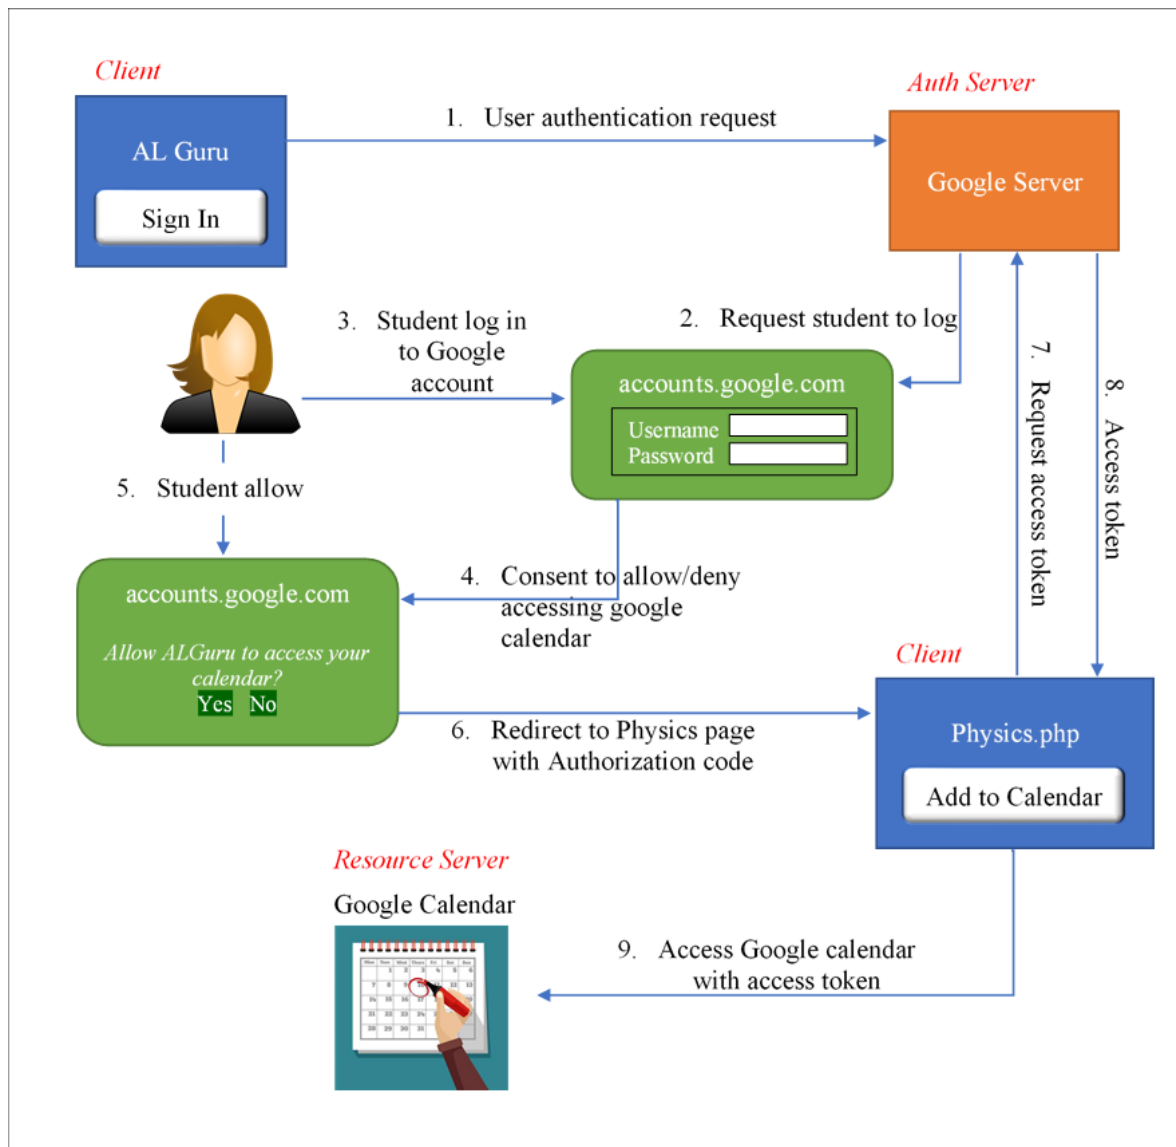 Client
AL Guru
Sign In
1. User authentication request
Auth Server
Google Server
2. Request student to log
3. Student log in
to Google
account
accounts.google.com
Username
Password
5. Student allow
4. Consent to allow/deny
accessing google
calendar
accounts.google.com
Allow ALGuru to access your
calendar?
Yes No
6. Redirect to Physics page
with Authorization code
7. Request access token
8. Access token
Client
Physics.php
Add to Calendar
9. Access Google calendar
with access token
Resource Server
Google Calendar